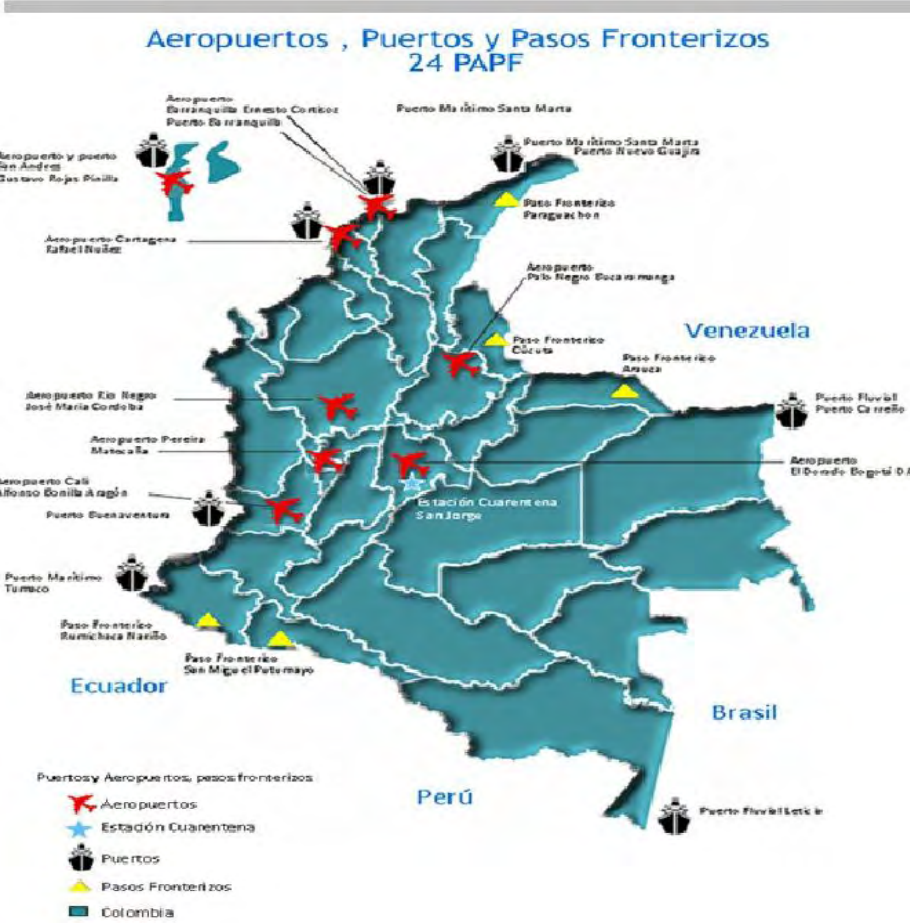 Aeropuertos , Puertos y Pasos Fronterizos
24 PAPF
Aeropuerto
Barranquilla Ernesto Cortisoz
Puerto Barranquilla
Puerto Marítimo Santa Marta
Puerto Marítimo Santa Marta
Puerto Nuevo Guajira
Aeropuerto y puerto
San Andres
Gustavo Rojas Pinilla
Paso Fronterizo
Paraguachon
Aeropuerto Cartagena
Rafael Nuñez
Aeropuerto
Palo Negro Bucaramanga
Venezuela
Paso Fronterizo
Cúcuta
Paso Fronterizo
Arauca
Aeropuerto Rio Negro
José María Cordoba
Puerto Fluvial
Puerto Carreño
Aeropuerto Pereira
Matecaña
Aeropuerto
El Dorado Bogotá D.
Aeropuerto Cali
Alfonso Bonilla Aragón
Puerto Buenaventura
Estación Cuarentena
San Jorge
Puerto Marítimo
Tumaco
Paso Fronterizo
Rumichaca Nariño
Paso Fronterizo
San Miguel Putumayo
Ecuador
Brasil
Perú
Puerto Fluvial Leticia
Puertos y Aeropuertos, pasos fronterizos
Aeropuertos
Estación Cuarentena
Puertos
Pasos Fronterizos
Colombia